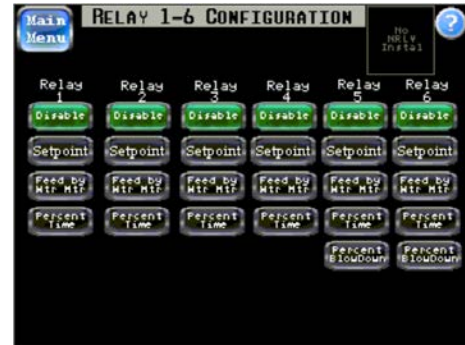 Main Menu
RELAY 1-6 CONFIGURATION
No NRLY Instal
?
Relay 1 Relay 2 Relay 3 Relay 4 Relay 5 Relay 6
Disable Disable Disable Disable Disable Disable
Setpoint Setpoint Setpoint Setpoint Setpoint Setpoint
Feed by Wtr Mtr Feed by Wtr Mtr Feed by Wtr Mtr Feed by Wtr Mtr Feed by Wtr Mtr Feed by Wtr Mtr
Percent Time Percent Time Percent Time Percent Time Percent Time Percent Time
Percent BlowDown Percent BlowDown